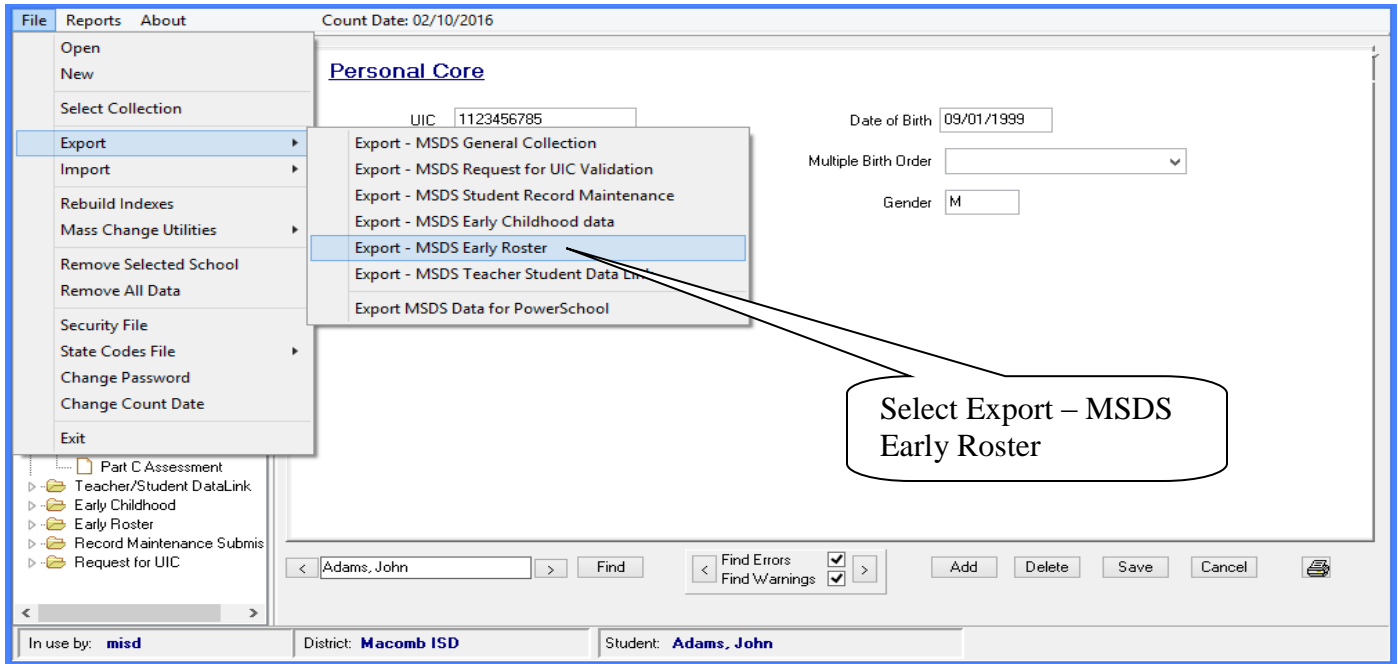 File Reports About Count Date: 02/10/2016
Open
New
Select Collection
Export
Import
Rebuild Indexes
Mass Change Utilities
Remove Selected School
Remove All Data
Security File
State Codes File
Change Password
Change Count Date
Exit
Export - MSDS General Collection
Export - MSDS Request for UIC Validation
Export - MSDS Student Record Maintenance
Export - MSDS Early Childhood data
Export - MSDS Early Roster
Export - MSDS Teacher Student Data Link
Export MSDS Data for PowerSchool
Personal Core
UIC 1123456785
Date of Birth 09/01/1999
Multiple Birth Order
Gender M
Select Export – MSDS
Early Roster
Part C Assessment
Teacher/Student DataLink
Early Childhood
Early Roster
Record Maintenance Submis
Request for UIC
< Adams, John > Find
< Find Errors >
Find Warnings
Add Delete Save Cancel
In use by: misd District: Macomb ISD Student: Adams, John